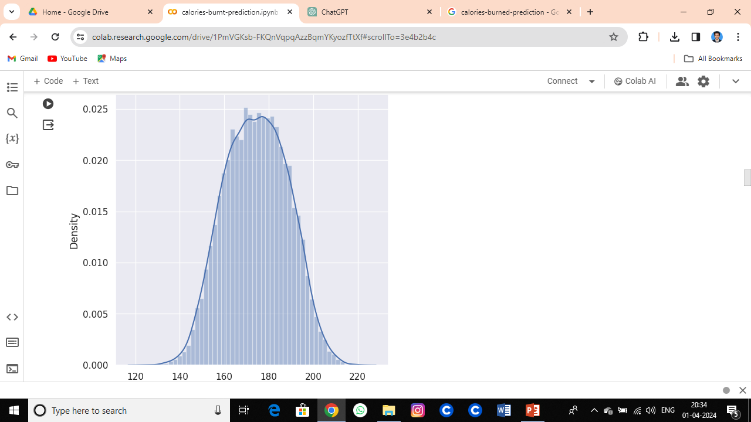 Home - Google Drive
calories-burnt-prediction.ipynb
ChatGPT
calories-burned-prediction - Go
colab.research.google.com/drive/1PmVGKsb-FKQnVqpqAzzBqmYKyozfTtXf#scrollTo=3e4b2b4c
Gmail
YouTube
Maps
All Bookmarks
+ Code
+ Text
Connect
Colab AI
{x}
0.025
0.020
0.015
0.010
0.005
0.000
Density
120 140 160 180 200 220
Type here to search
ENG
20:34
01-04-2024
5